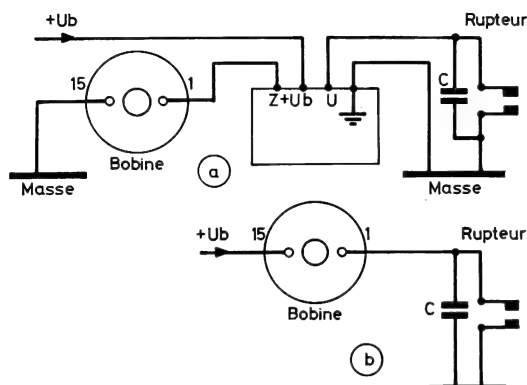 +Ub
Rupteur
15
1
Z +Ub U
C
Bobine
a
Masse
Masse
+Ub
15
1
Rupteur
C
Bobine
b